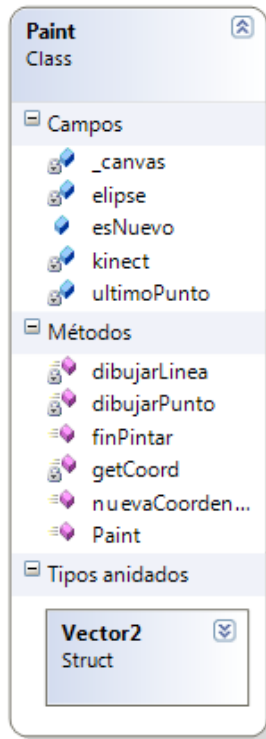 Paint
Class
Campos
_canvas
elipse
esNuevo
kinect
ultimoPunto
Métodos
dibujarLinea
dibujarPunto
finPintar
getCoord
nuevaCoorden...
Paint
Tipos anidados
Vector2
Struct